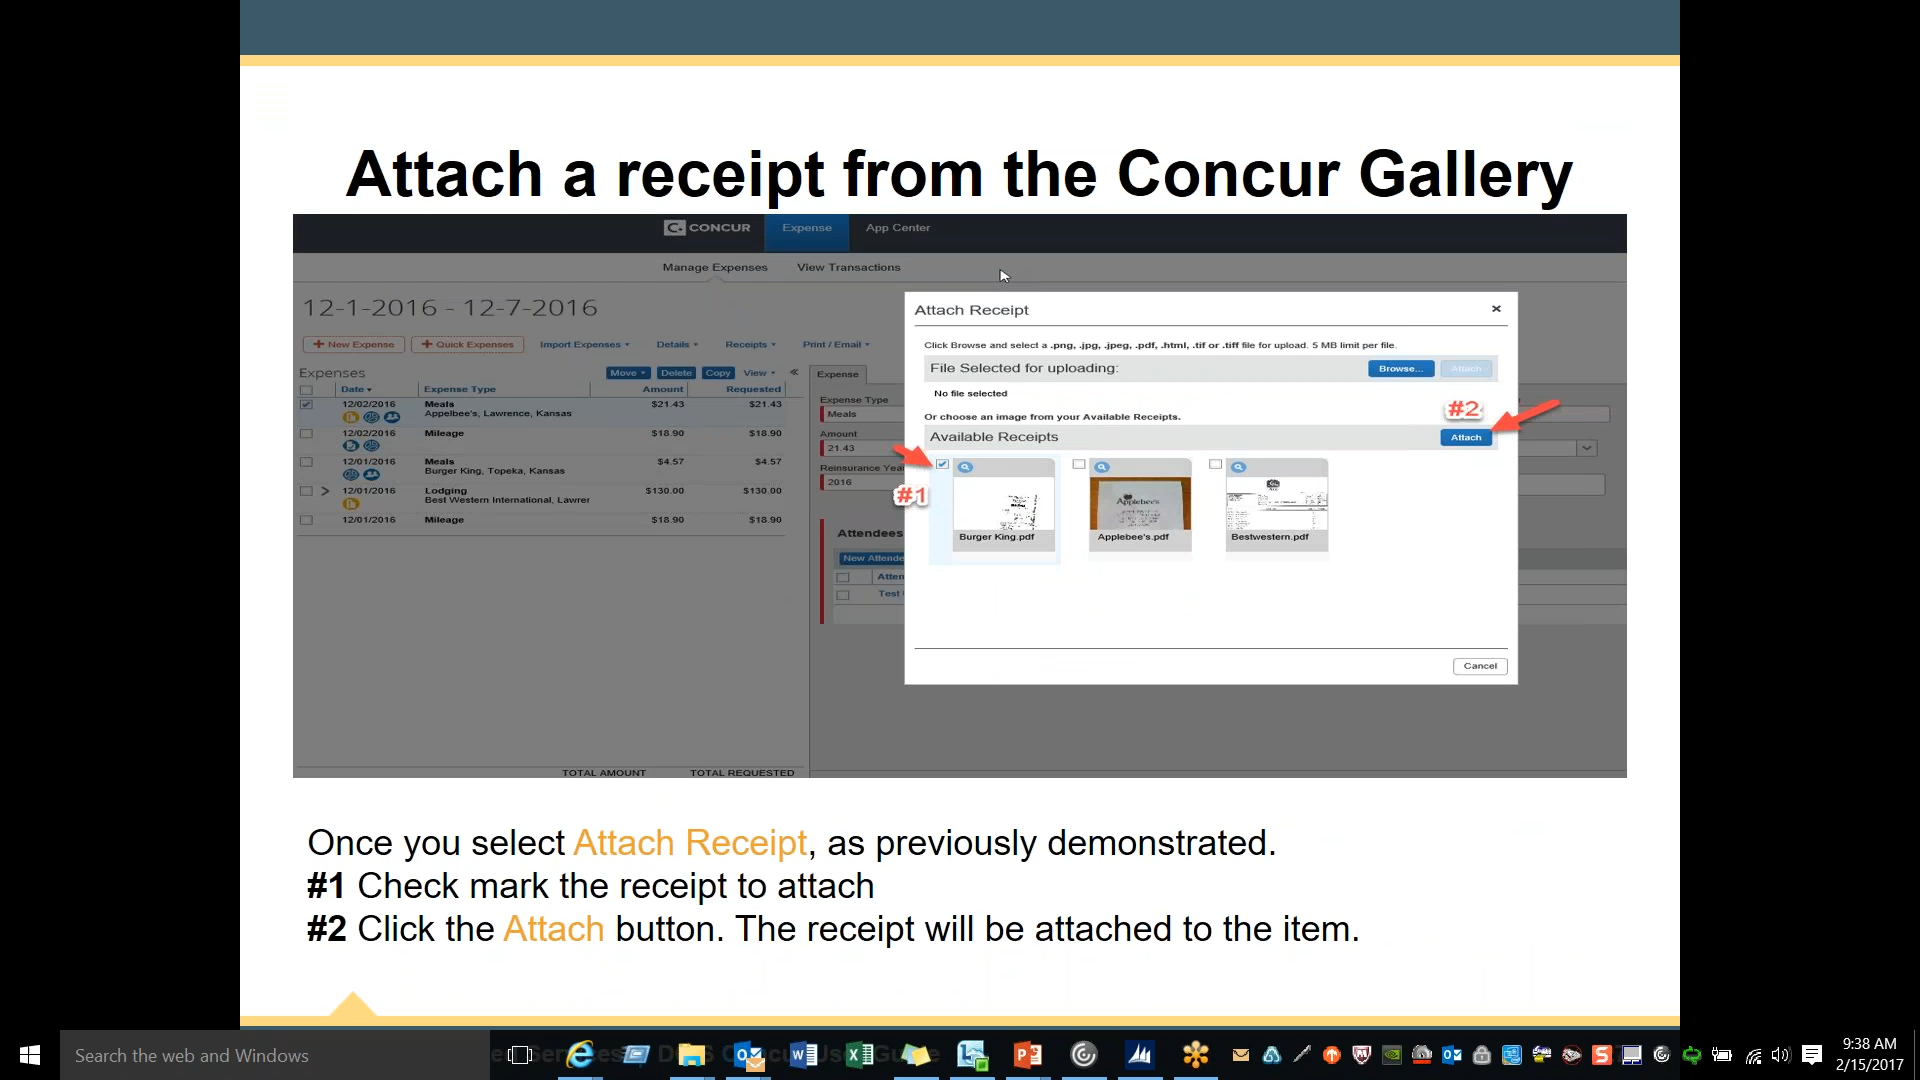 Attach a receipt from the Concur Gallery
CONCUR Expense App Center
Manage Expenses View Transactions
12-1-2016 - 12-7-2016
New Expense Quick Expenses Import Expenses Details Receipts Print / Email
Expenses Move Delete Copy View
Date Expense Type Amount Requested
12/02/2016 Meals $21.43 $21.43
Appelbee's, Lawrence, Kansas
12/02/2016 Mileage $18.90 $18.90
12/01/2016 Meals $4.57 $4.57
Burger King, Topeka, Kansas
12/01/2016 Lodging $130.00 $130.00
Best Western International, Lawrer
12/01/2016 Mileage $18.90 $18.90
TOTAL AMOUNT TOTAL REQUESTED
Expense
Expense Type
Meals
Amount
21.43
Reinsurance Yea
2016
Attendees
New Attende
Atten
Test
Attach Receipt
Click Browse and select a .png, .jpg, .jpeg, .pdf, .html, .tif or .tiff file for upload. 5 MB limit per file.
File Selected for uploading: Browse... Attach
No file selected
Or choose an image from your Available Receipts.
#2
Available Receipts Attach
#1
Applebee's
Burger King.pdf Applebee's.pdf Bestwestern.pdf
Cancel
Once you select Attach Receipt, as previously demonstrated.
#1 Check mark the receipt to attach
#2 Click the Attach button. The receipt will be attached to the item.
Search the web and Windows
9:38 AM
2/15/2017